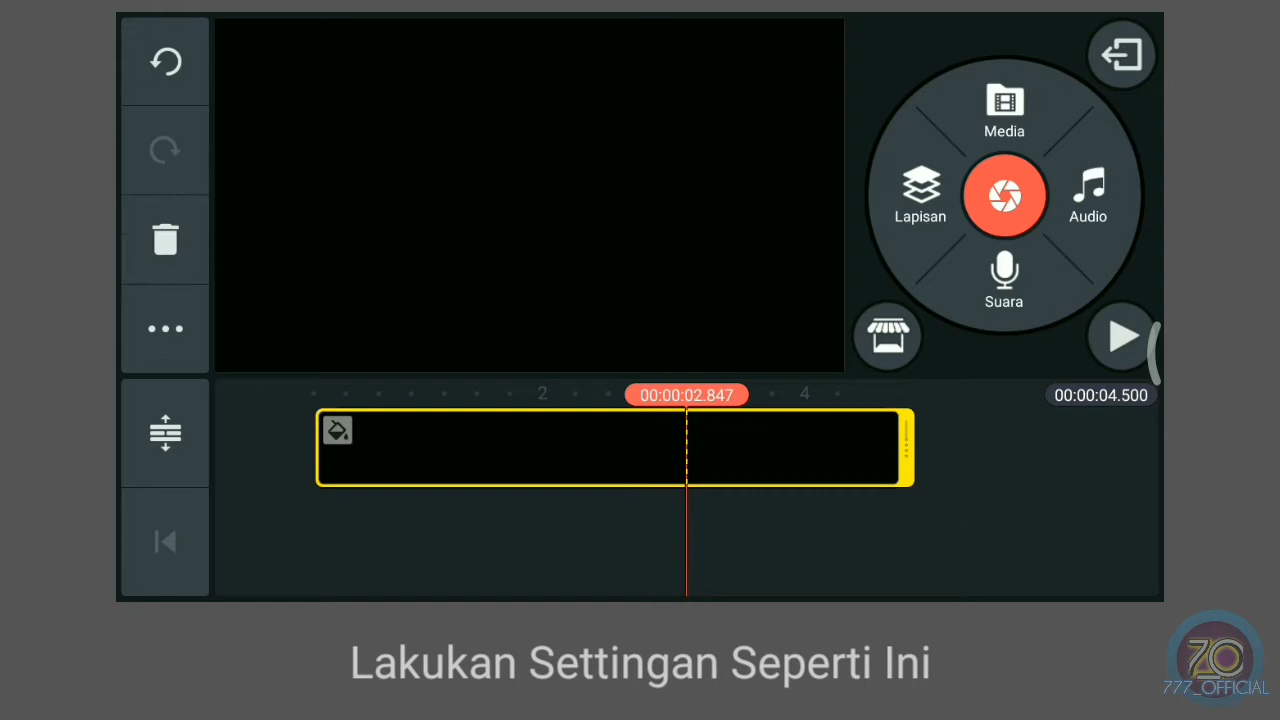 Media
Lapisan
Audio
Suara
2
00:00:02.847
4
00:00:04.500
Lakukan Settingan Seperti Ini
ZO
777_OFFICIAL